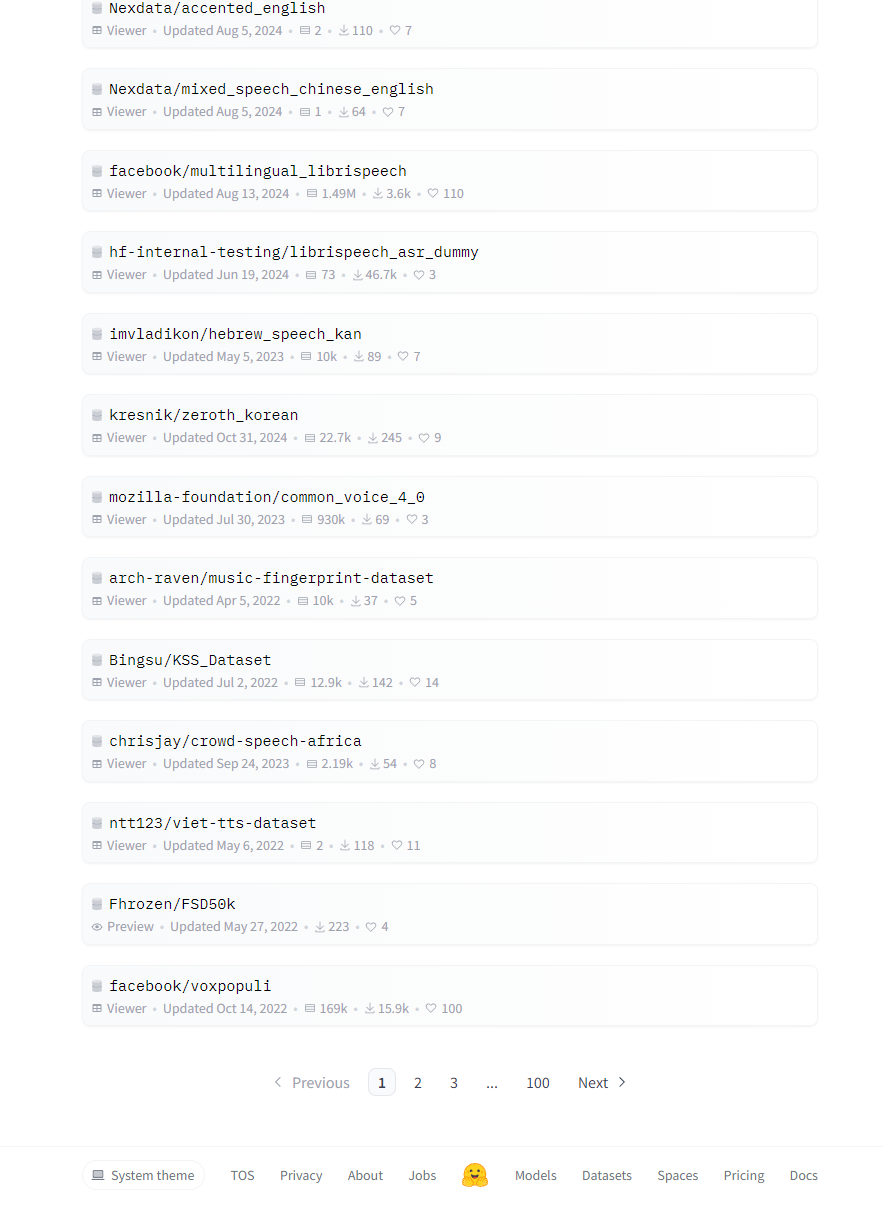 Nexdata/accented_english
Viewer • Updated Aug 5, 2024 • 2 • 110 • 7
Nexdata/mixed_speech_chinese_english
Viewer • Updated Aug 5, 2024 • 1 • 64 • 7
facebook/multilingual_librispeech
Viewer • Updated Aug 13, 2024 • 1.49M • 3.6k • 110
hf-internal-testing/librispeech_asr_dummy
Viewer • Updated Jun 19, 2024 • 73 • 46.7k • 3
imvladikon/hebrew_speech_kan
Viewer • Updated May 5, 2023 • 10k • 89 • 7
kresnik/zeroth_korean
Viewer • Updated Oct 31, 2024 • 22.7k • 245 • 9
mozilla-foundation/common_voice_4_0
Viewer • Updated Jul 30, 2023 • 930k • 69 • 3
arch-raven/music-fingerprint-dataset
Viewer • Updated Apr 5, 2022 • 10k • 37 • 5
Bingsu/KSS_Dataset
Viewer • Updated Jul 2, 2022 • 12.9k • 142 • 14
chrisjay/crowd-speech-africa
Viewer • Updated Sep 24, 2023 • 2.19k • 54 • 8
ntt123/viet-tts-dataset
Viewer • Updated May 6, 2022 • 2 • 118 • 11
Fhrozen/FSD50k
Preview • Updated May 27, 2022 • 223 • 4
facebook/voxpopuli
Viewer • Updated Oct 14, 2022 • 169k • 15.9k • 100
Previous 1 2 3 ... 100 Next
System theme TOS Privacy About Jobs Models Datasets Spaces Pricing Docs